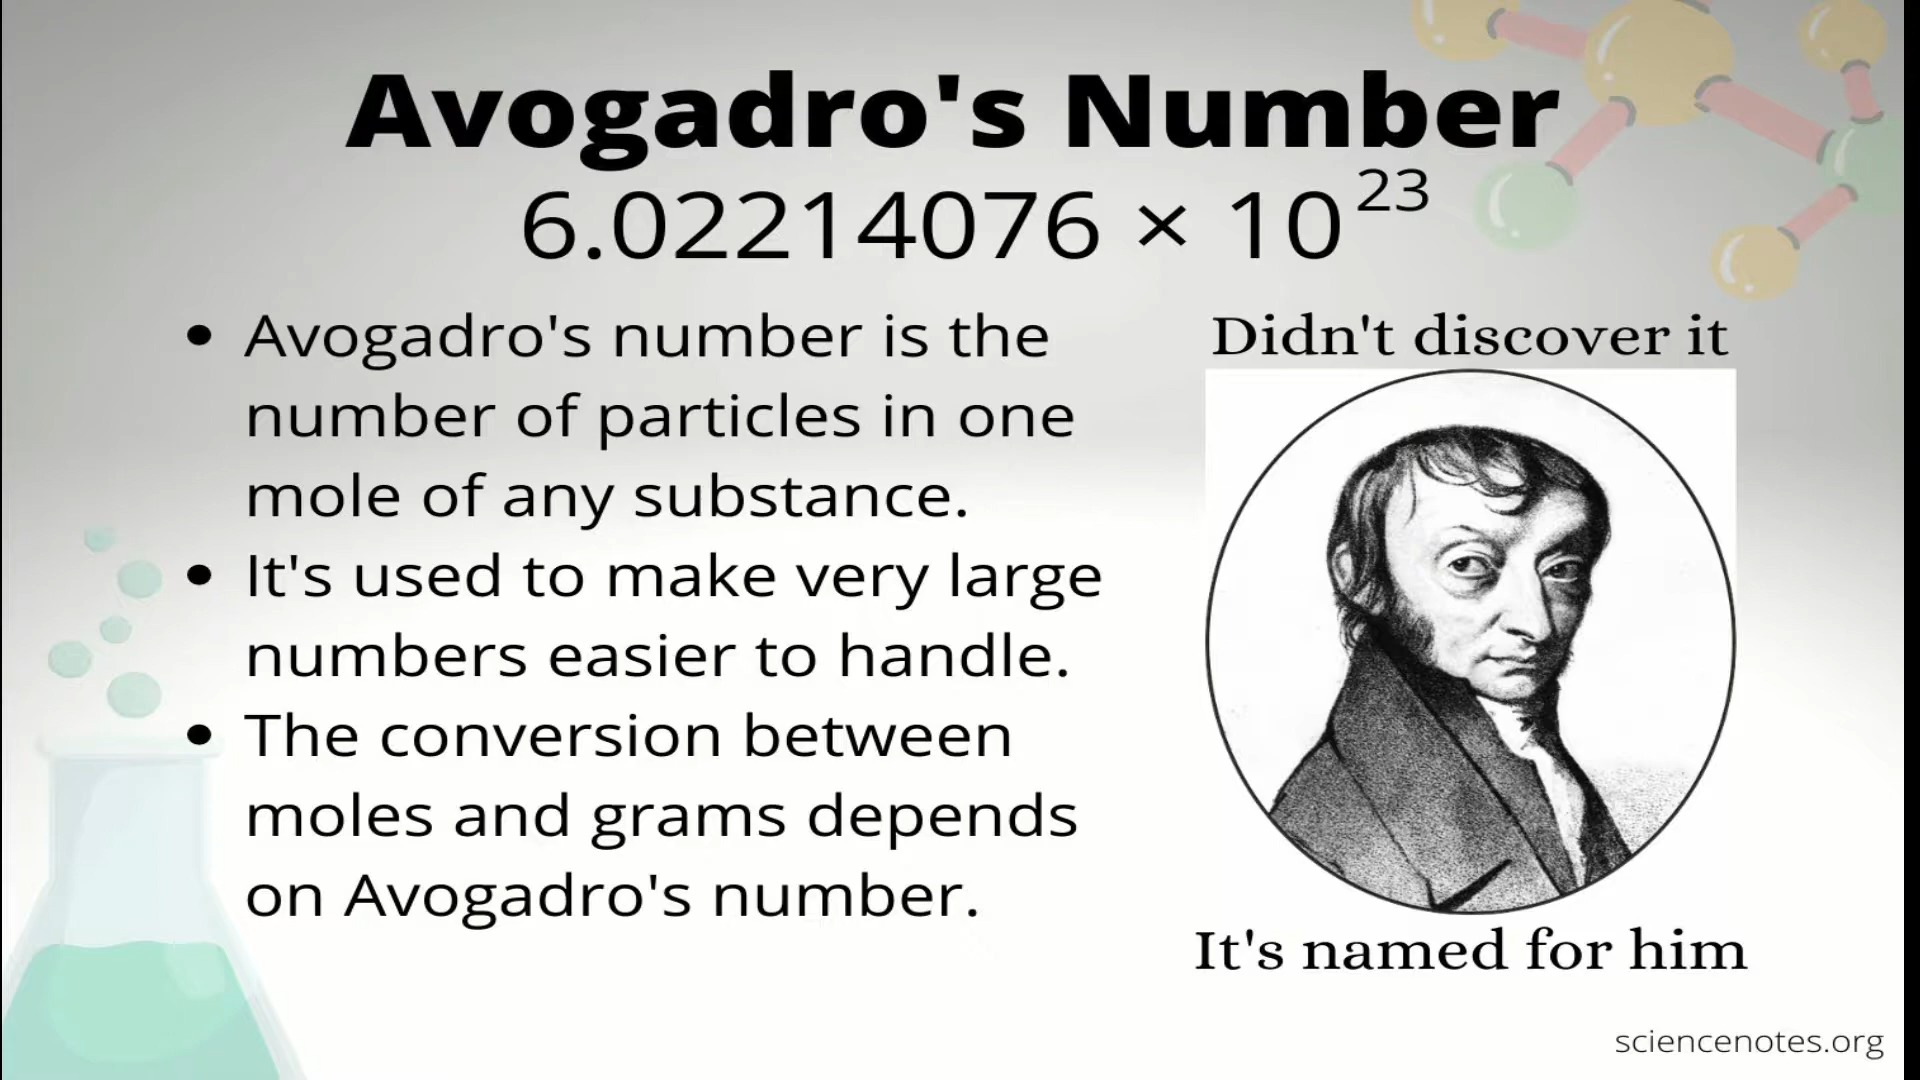 Avogadro's Number
6.02214076 × 10²³
• Avogadro's number is the
number of particles in one
mole of any substance.
• It's used to make very large
numbers easier to handle.
• The conversion between
moles and grams depends
on Avogadro's number.
Didn't discover it
It's named for him
sciencenotes.org